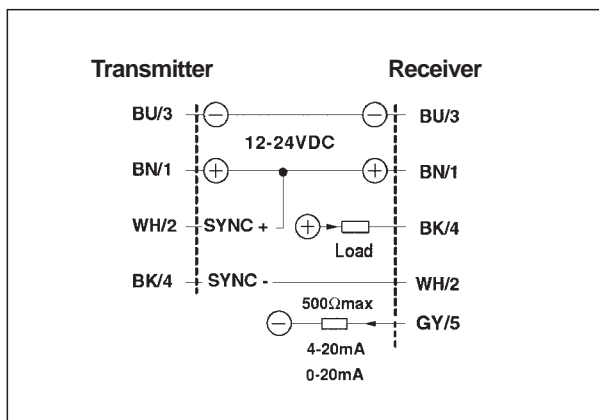 Transmitter Receiver
BU/3 − − BU/3
12-24VDC
BN/1 + + BN/1
WH/2 SYNC + + BK/4
Load
BK/4 SYNC - WH/2
500Ωmax
− GY/5
4-20mA
0-20mA